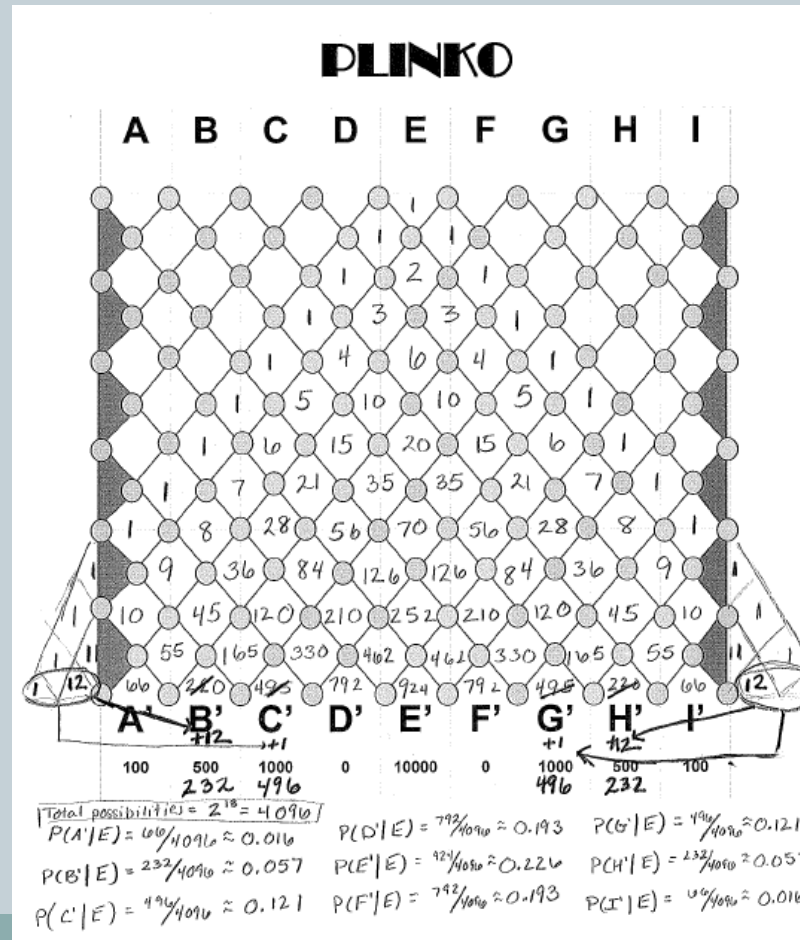 PLINKO
A B C D E F G H I
1
1 1
1 2 1
1 3 3 1
1 4 6 4 1
1 5 10 10 5 1
1 6 15 20 15 6 1
1 7 21 35 35 21 7 1
1 8 28 56 70 56 28 8 1
1 9 36 84 126 126 84 36 9 1
1 10 45 120 210 252 210 120 45 10 1
1 11 55 165 330 462 462 330 165 55 11
1 12 66 220 495 792 924 792 495 220 66 12
A' B' C' D' E' F' G' H' I'
+12 +1 +1 +12
100 500 1000 0 10000 0 1000 500 100
232 496 496 232
Total possibilities = 2¹² = 4096
P(A'|E) = 66/4096 ≈ 0.016 P(D'|E) = 792/4096 ≈ 0.193 P(G'|E) = 496/4096 ≈ 0.121
P(B'|E) = 232/4096 ≈ 0.057 P(E'|E) = 924/4096 ≈ 0.226 P(H'|E) = 232/4096 ≈ 0.05
P(C'|E) = 496/4096 ≈ 0.121 P(F'|E) = 792/4096 ≈ 0.193 P(I'|E) = 66/4096 ≈ 0.016